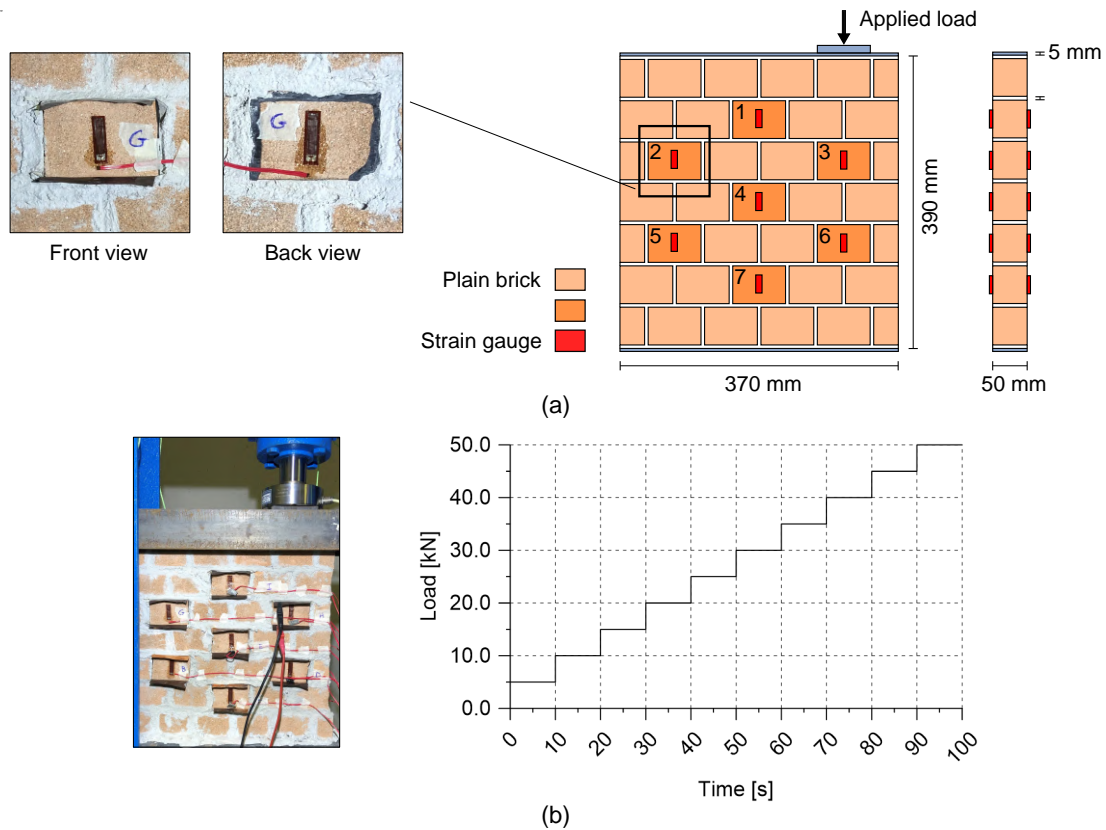 Applied load
5 mm
G
G
1
2
3
4
5
6
7
390 mm
Front view
Back view
Plain brick
Strain gauge
370 mm
50 mm
(a)
50.0
40.0
30.0
20.0
10.0
0.0
Load [kN]
0
10
20
30
40
50
60
70
80
90
100
Time [s]
(b)